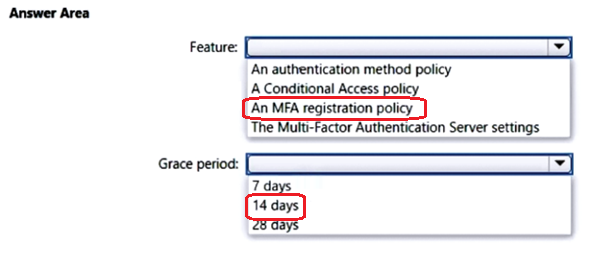 Answer Area
Feature:
An authentication method policy
A Conditional Access policy
An MFA registration policy
The Multi-Factor Authentication Server settings
Grace period:
7 days
14 days
28 days